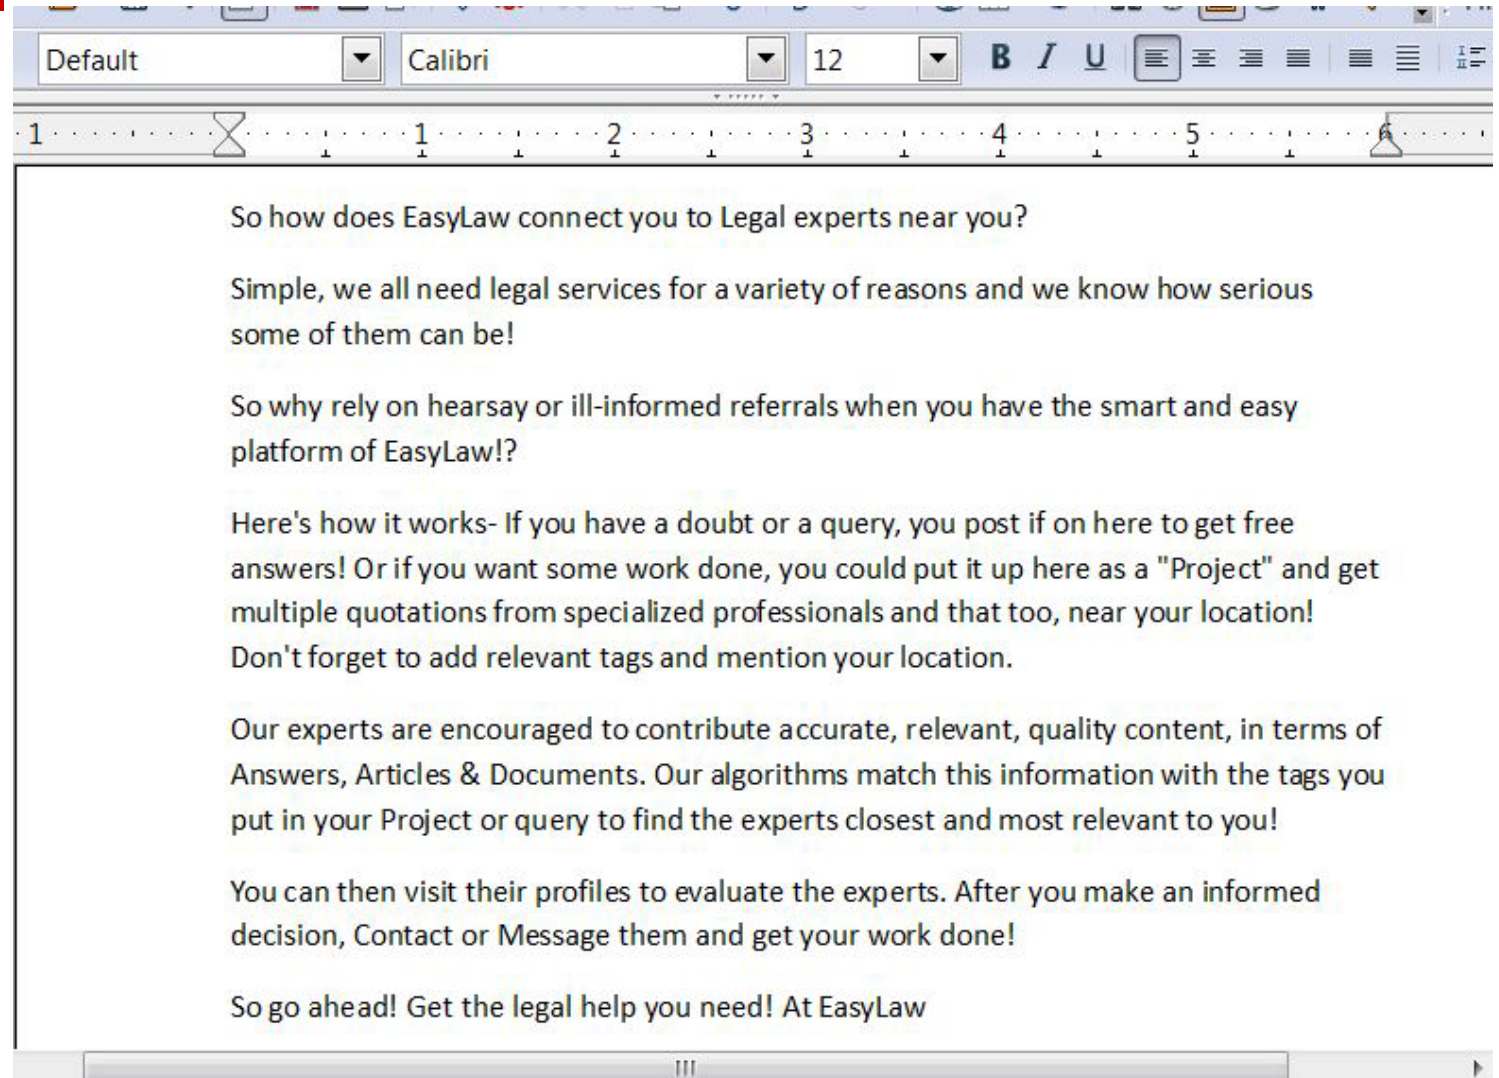 Default Calibri 12 B I U
1 1 2 3 4 5 6
So how does EasyLaw connect you to Legal experts near you?
Simple, we all need legal services for a variety of reasons and we know how serious
some of them can be!
So why rely on hearsay or ill-informed referrals when you have the smart and easy
platform of EasyLaw!?
Here's how it works- If you have a doubt or a query, you post if on here to get free
answers! Or if you want some work done, you could put it up here as a "Project" and get
multiple quotations from specialized professionals and that too, near your location!
Don't forget to add relevant tags and mention your location.
Our experts are encouraged to contribute accurate, relevant, quality content, in terms of
Answers, Articles & Documents. Our algorithms match this information with the tags you
put in your Project or query to find the experts closest and most relevant to you!
You can then visit their profiles to evaluate the experts. After you make an informed
decision, Contact or Message them and get your work done!
So go ahead! Get the legal help you need! At EasyLaw